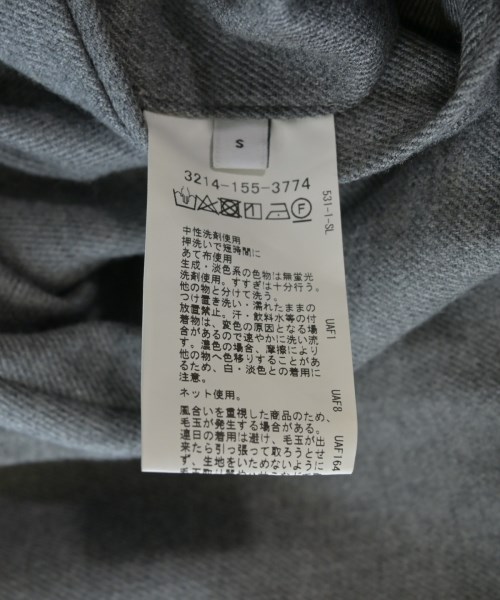 S
3214-155-3774
531-1-SL
中性洗剤使用
押洗いで短時間に
あて布使用
生成・淡色系の色物は無蛍光
洗剤使用。すすぎは十分行う。
他の物と分けて洗う。
つけ置き洗い・濡れたままの
放置禁止。汗・飲料水等の付
着物は、変色の原因となる場
合があるので速やかに洗い流
す。濃色の場合、摩擦により
他の物へ色移りすることがあ
るため、白・淡色との着用に
注意。
ネット使用。
風合いを重視した商品のため、
毛玉が発生する場合がある。
連日の着用は避け、毛玉が出
来たら引っ張って取ろうとせ
ず、生地をいためないように
UAF1
UAF8
UAF164